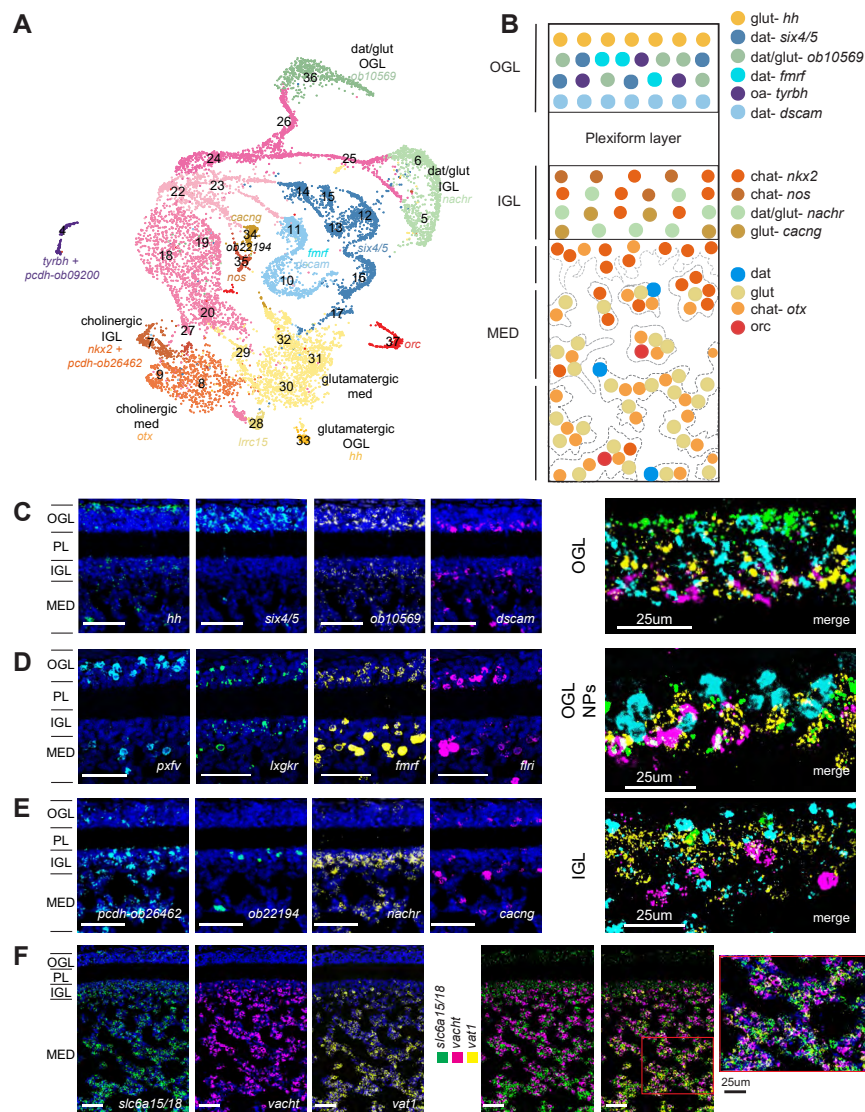 A
dat/glut
OGL
ob10569
36
26
24
25
22
23
6
dat/glut
IGL
nachr
5
14
15
12
13
six4/5
11
fmrf
dscam
10
16
17
cacng
34
ob22194
35
nos
18
19
20
27
tyrbh +
pcdh-ob09200
cholinergic
IGL
nkx2 +
pcdh-ob26462
7
9
8
cholinergic
med
otx
29
32
31
30
28
lrrc15
37
orc
glutamatergic
med
33
glutamatergic
OGL
hh
B
OGL
Plexiform layer
IGL
MED
glut- hh
dat- six4/5
dat/glut- ob10569
dat- fmrf
oa- tyrbh
dat- dscam
chat- nkx2
chat- nos
dat/glut- nachr
glut- cacng
dat
glut
chat- otx
orc
C
OGL
PL
IGL
MED
hh
six4/5
ob10569
dscam
OGL
25um
merge
D
OGL
PL
IGL
MED
pxfv
lxgkr
fmrf
flri
OGL
NPs
25um
merge
E
OGL
PL
IGL
MED
pcdh-ob26462
ob22194
nachr
cacng
IGL
25um
merge
F
OGL
PL
IGL
MED
slc6a15/18
vacht
vat1
slc6a15/18
vacht
vat1
25um